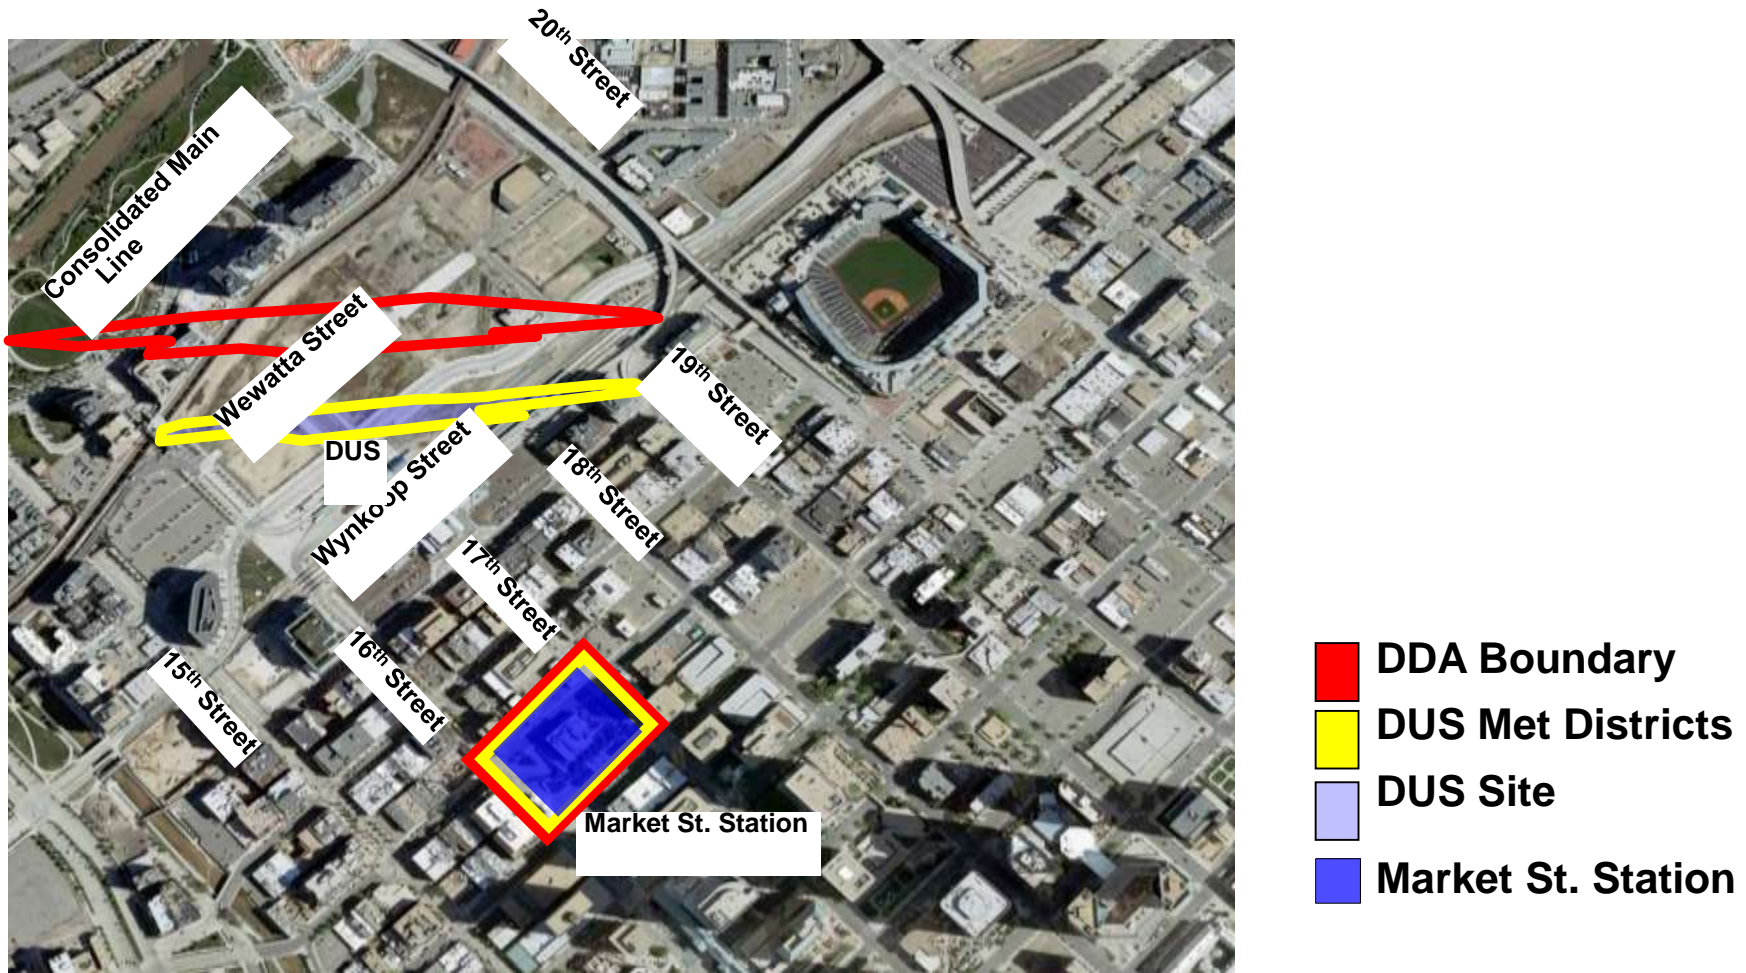 20th Street
Consolidated Main
Line
Wewatta Street
19th Street
DUS
Wynkoop Street
18th Street
17th Street
16th Street
15th Street
Market St. Station
DDA Boundary
DUS Met Districts
DUS Site
Market St. Station